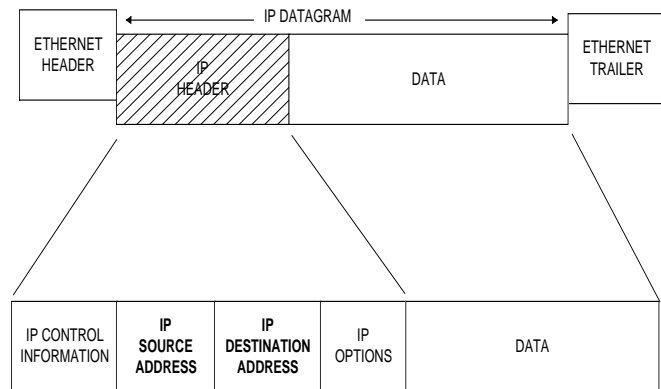 IP DATAGRAM
ETHERNET
HEADER
IP
HEADER
DATA
ETHERNET
TRAILER
IP CONTROL
INFORMATION
IP
SOURCE
ADDRESS
IP
DESTINATION
ADDRESS
IP
OPTIONS
DATA